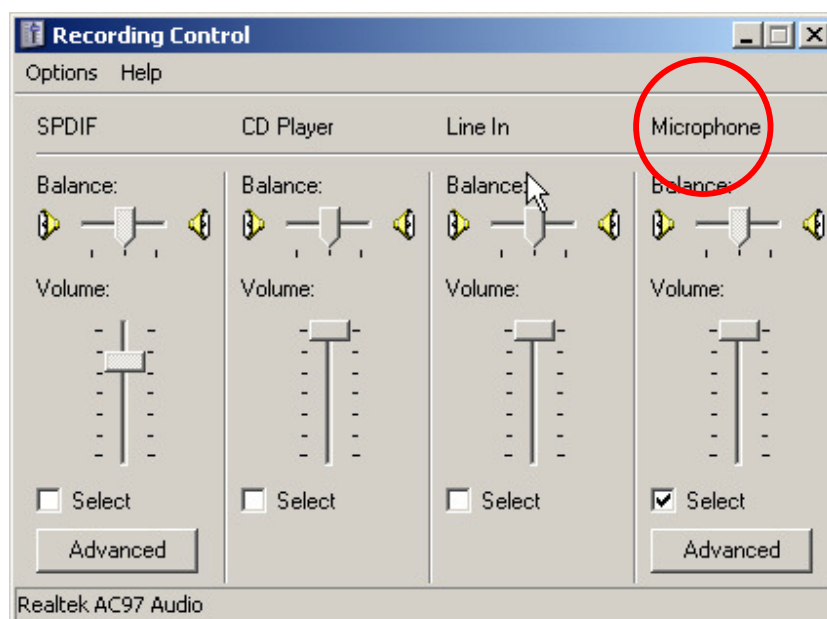 Recording Control
Options Help
SPDIF CD Player Line In Microphone
Balance: Balance: Balance: Balance:
Volume: Volume: Volume: Volume:
Select Select Select Select
Advanced Advanced
Realtek AC97 Audio